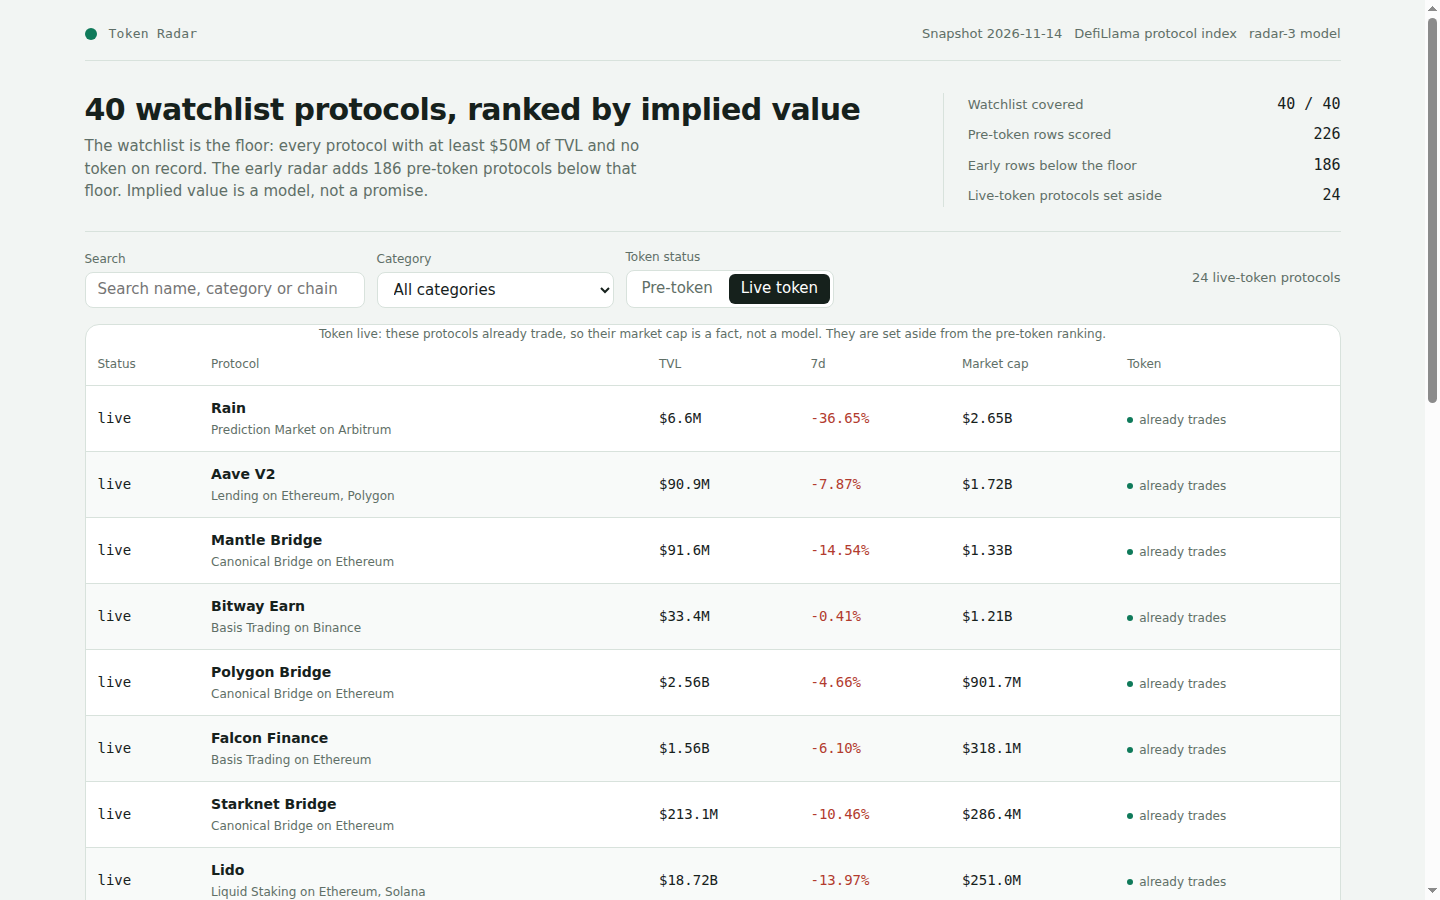 Token Radar
Snapshot 2026-11-14 DefiLlama protocol index radar-3 model
40 watchlist protocols, ranked by implied value
The watchlist is the floor: every protocol with at least $50M of TVL and no
token on record. The early radar adds 186 pre-token protocols below that
floor. Implied value is a model, not a promise.
Watchlist covered 40 / 40
Pre-token rows scored 226
Early rows below the floor 186
Live-token protocols set aside 24
Search
Search name, category or chain
Category
All categories
Token status
Pre-token Live token
24 live-token protocols
Token live: these protocols already trade, so their market cap is a fact, not a model. They are set aside from the pre-token ranking.
Status Protocol TVL 7d Market cap Token
live Rain $6.6M -36.65% $2.65B already trades
Prediction Market on Arbitrum
live Aave V2 $90.9M -7.87% $1.72B already trades
Lending on Ethereum, Polygon
live Mantle Bridge $91.6M -14.54% $1.33B already trades
Canonical Bridge on Ethereum
live Bitway Earn $33.4M -0.41% $1.21B already trades
Basis Trading on Binance
live Polygon Bridge $2.56B -4.66% $901.7M already trades
Canonical Bridge on Ethereum
live Falcon Finance $1.56B -6.10% $318.1M already trades
Basis Trading on Ethereum
live Starknet Bridge $213.1M -10.46% $286.4M already trades
Canonical Bridge on Ethereum
live Lido $18.72B -13.97% $251.0M already trades
Liquid Staking on Ethereum, Solana